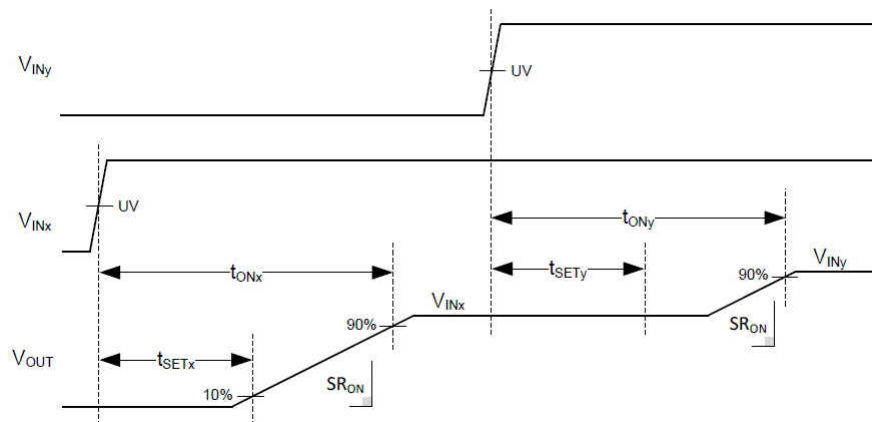 V_INy
UV
V_INx
UV
t_ONy
t_ONx
t_SETy
90%
V_INy
V_INx
90%
SR_ON
V_OUT
t_SETx
10%
SR_ON